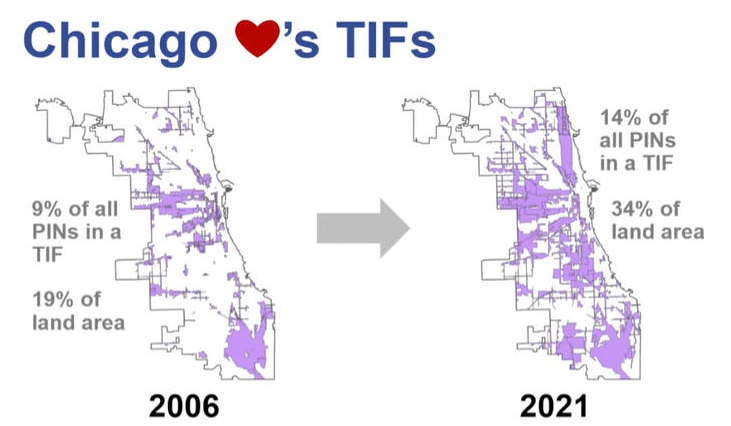 Chicago ❤'s TIFs
14% of
all PINs
in a TIF
9% of all
PINs in a
TIF
34% of
land area
19% of
land area
2006
2021